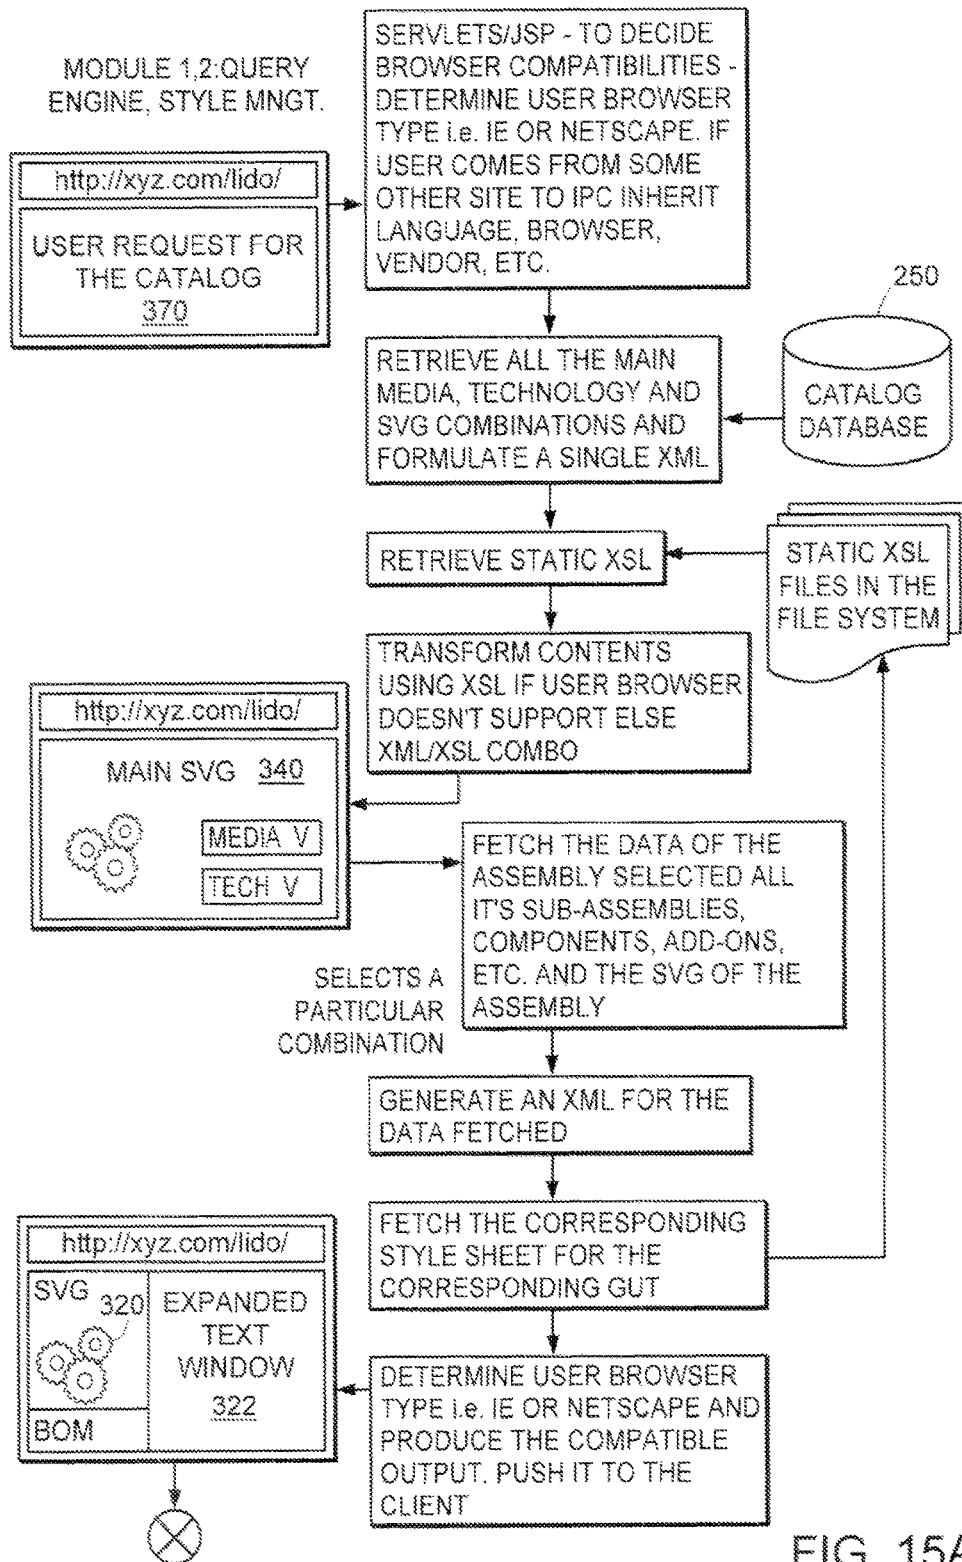 MODULE 1,2:QUERY
ENGINE, STYLE MNGT.
http://xyz.com/lido/
USER REQUEST FOR
THE CATALOG
370
SERVLETS/JSP - TO DECIDE
BROWSER COMPATIBILITIES -
DETERMINE USER BROWSER
TYPE i.e. IE OR NETSCAPE. IF
USER COMES FROM SOME
OTHER SITE TO IPC INHERIT
LANGUAGE, BROWSER,
VENDOR, ETC.
250
CATALOG
DATABASE
RETRIEVE ALL THE MAIN
MEDIA, TECHNOLOGY AND
SVG COMBINATIONS AND
FORMULATE A SINGLE XML
RETRIEVE STATIC XSL
STATIC XSL
FILES IN THE
FILE SYSTEM
TRANSFORM CONTENTS
USING XSL IF USER BROWSER
DOESN'T SUPPORT ELSE
XML/XSL COMBO
http://xyz.com/lido/
MAIN SVG 340
MEDIA V
TECH V
FETCH THE DATA OF THE
ASSEMBLY SELECTED ALL
IT'S SUB-ASSEMBLIES,
COMPONENTS, ADD-ONS,
ETC. AND THE SVG OF THE
ASSEMBLY
SELECTS A
PARTICULAR
COMBINATION
GENERATE AN XML FOR THE
DATA FETCHED
FETCH THE CORRESPONDING
STYLE SHEET FOR THE
CORRESPONDING GUT
http://xyz.com/lido/
SVG 320
BOM
EXPANDED
TEXT
WINDOW
322
DETERMINE USER BROWSER
TYPE i.e. IE OR NETSCAPE AND
PRODUCE THE COMPATIBLE
OUTPUT. PUSH IT TO THE
CLIENT
FIG. 15A